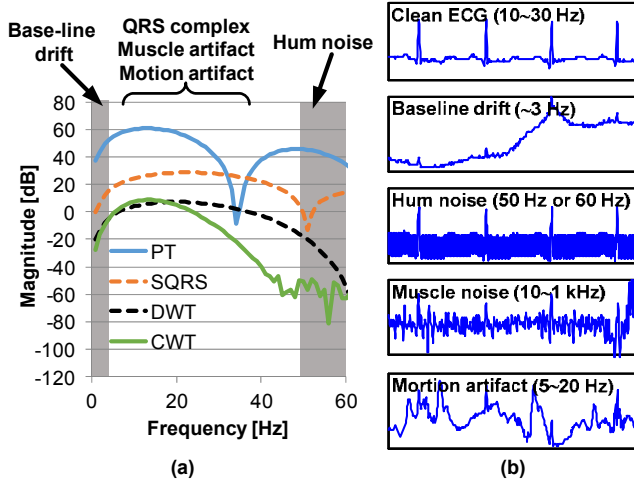 Base-line
drift
QRS complex
Muscle artifact
Motion artifact
Hum noise
80
60
40
20
0
-20
-40
-60
-80
-100
-120
Magnitude [dB]
PT
SQRS
DWT
CWT
0
20
40
60
Frequency [Hz]
(a)
Clean ECG (10~30 Hz)
Baseline drift (~3 Hz)
Hum noise (50 Hz or 60 Hz)
Muscle noise (10~1 kHz)
Mortion artifact (5~20 Hz)
(b)